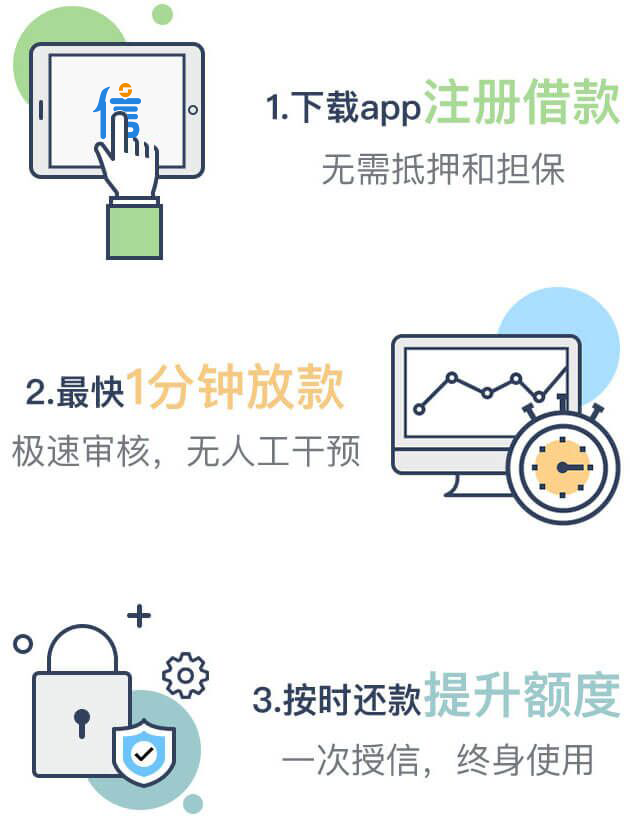 信
1.下载app注册借款
无需抵押和担保
2.最快1分钟放款
极速审核，无人工干预
3.按时还款提升额度
一次授信，终身使用